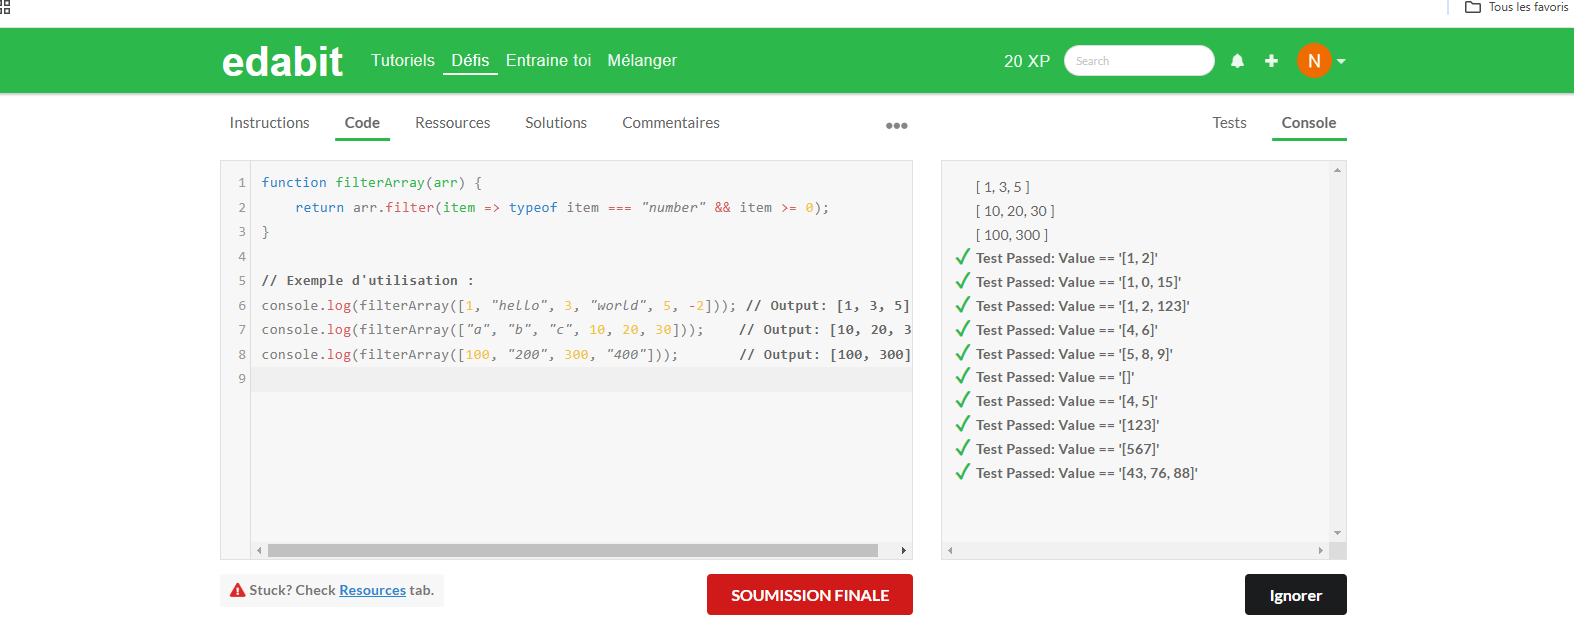 Tous les favoris
edabit Tutoriels Défis Entraine toi Mélanger 20 XP Search N
Instructions Code Ressources Solutions Commentaires ••• Tests Console
1 function filterArray(arr) {
2 return arr.filter(item => typeof item === "number" && item >= 0);
3 }
4
5 // Exemple d'utilisation :
6 console.log(filterArray([1, "hello", 3, "world", 5, -2])); // Output: [1, 3, 5]
7 console.log(filterArray(["a", "b", "c", 10, 20, 30])); // Output: [10, 20, 3
8 console.log(filterArray([100, "200", 300, "400"])); // Output: [100, 300]
9
[ 1, 3, 5 ]
[ 10, 20, 30 ]
[ 100, 300 ]
Test Passed: Value == '[1, 2]'
Test Passed: Value == '[1, 0, 15]'
Test Passed: Value == '[1, 2, 123]'
Test Passed: Value == '[4, 6]'
Test Passed: Value == '[5, 8, 9]'
Test Passed: Value == '[]'
Test Passed: Value == '[4, 5]'
Test Passed: Value == '[123]'
Test Passed: Value == '[567]'
Test Passed: Value == '[43, 76, 88]'
Stuck? Check Resources tab.
SOUMISSION FINALE
Ignorer